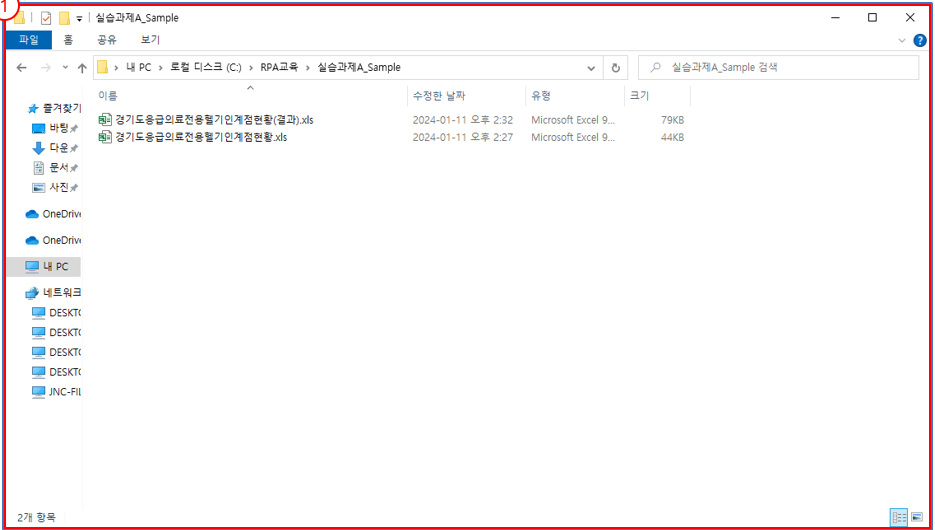 1
실습과제A_Sample
파일 홈 공유 보기
내 PC 로컬 디스크 (C:) RPA교육 실습과제A_Sample 실습과제A_Sample 검색
이름 수정한 날짜 유형 크기
경기도응급의료전용헬기인계점현황(결과).xls 2024-01-11 오후 2:32 Microsoft Excel 9... 79KB
경기도응급의료전용헬기인계점현황.xls 2024-01-11 오후 2:27 Microsoft Excel 9... 44KB
즐겨찾기
바탕
다운
문서
사진
OneDrive
OneDrive
내 PC
네트워크
DESKTO
DESKTO
DESKTO
DESKTO
JNC-FIL
2개 항목